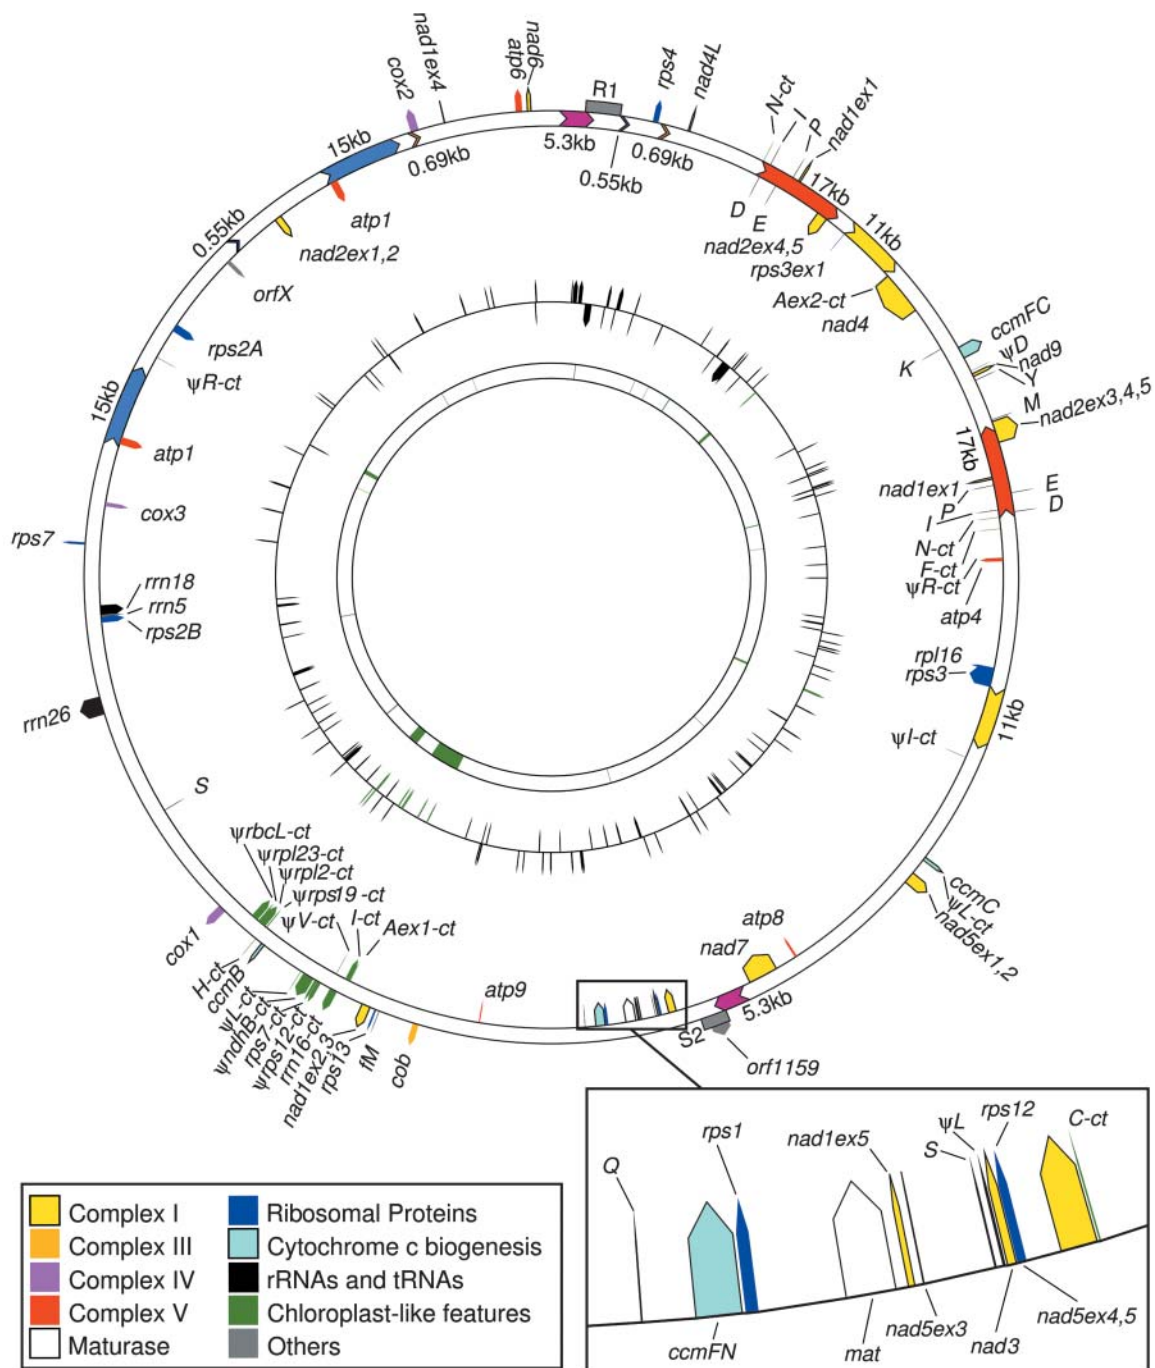 nad1ex4
cox2
atp6
nad6
R1
rps4
nad4L
N-ct
I
P
nad1ex1
15kb
0.69kb
5.3kb
0.55kb
0.69kb
17kb
11kb
D
E
nad2ex4,5
rps3ex1
Aex2-ct
nad4
atp1
nad2ex1,2
0.55kb
orfX
rps2A
ψR-ct
15kb
atp1
cox3
rps7
rrn18
rrn5
rps2B
rrn26
S
K
ccmFC
ψD
nad9
Y
M
nad2ex3,4,5
17kb
nad1ex1
P
I
E
D
N-ct
F-ct
ψR-ct
atp4
rpl16
rps3
11kb
ψI-ct
ccmC
ψL-ct
nad5ex1,2
atp8
nad7
5.3kb
S2
orf1159
atp9
cob
fM
rps13
nad1ex2,3
rrn16-ct
ψrps12-ct
rps7-ct
ψndhB-ct
ψL-ct
ccmB
H-ct
cox1
ψrbcL-ct
ψrpl23-ct
ψrpl2-ct
ψrps19-ct
ψV-ct
I-ct
Aex1-ct
Q
rps1
nad1ex5
S
ψL
rps12
C-ct
ccmFN
mat
nad5ex3
nad3
nad5ex4,5
Complex I
Complex III
Complex IV
Complex V
Maturase
Ribosomal Proteins
Cytochrome c biogenesis
rRNAs and tRNAs
Chloroplast-like features
Others